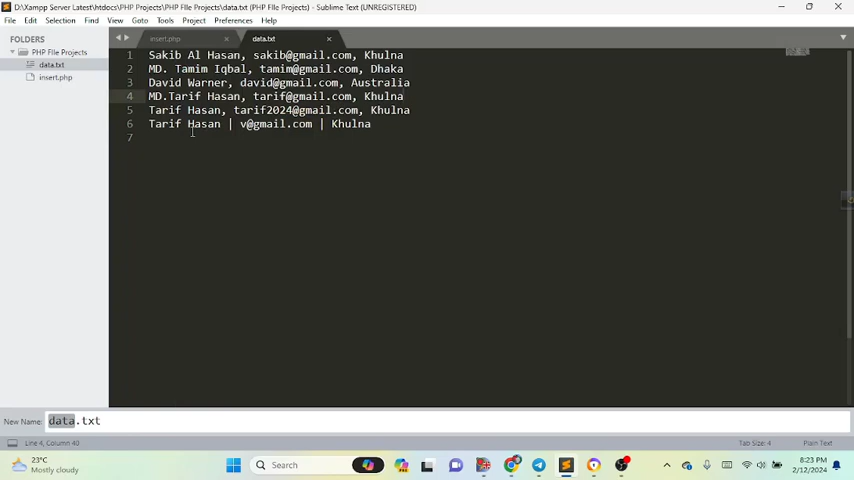 D:\Xampp Server Latest\htdocs\PHP Projects\PHP FIle Projects\data.txt (PHP FIle Projects) - Sublime Text (UNREGISTERED)
File Edit Selection Find View Goto Tools Project Preferences Help
FOLDERS
PHP FIle Projects
data.txt
insert.php
insert.php × data.txt ×
1 Sakib Al Hasan, sakib@gmail.com, Khulna
2 MD. Tamim Iqbal, tamim@gmail.com, Dhaka
3 David Warner, david@gmail.com, Australia
4 MD.Tarif Hasan, tarif@gmail.com, Khulna
5 Tarif Hasan, tarif2024@gmail.com, Khulna
6 Tarif Hasan | v@gmail.com | Khulna
7
New Name: data.txt
Line 4, Column 40 Tab Size: 4 Plain Text
23°C
Mostly cloudy
Search
8:23 PM
2/12/2024